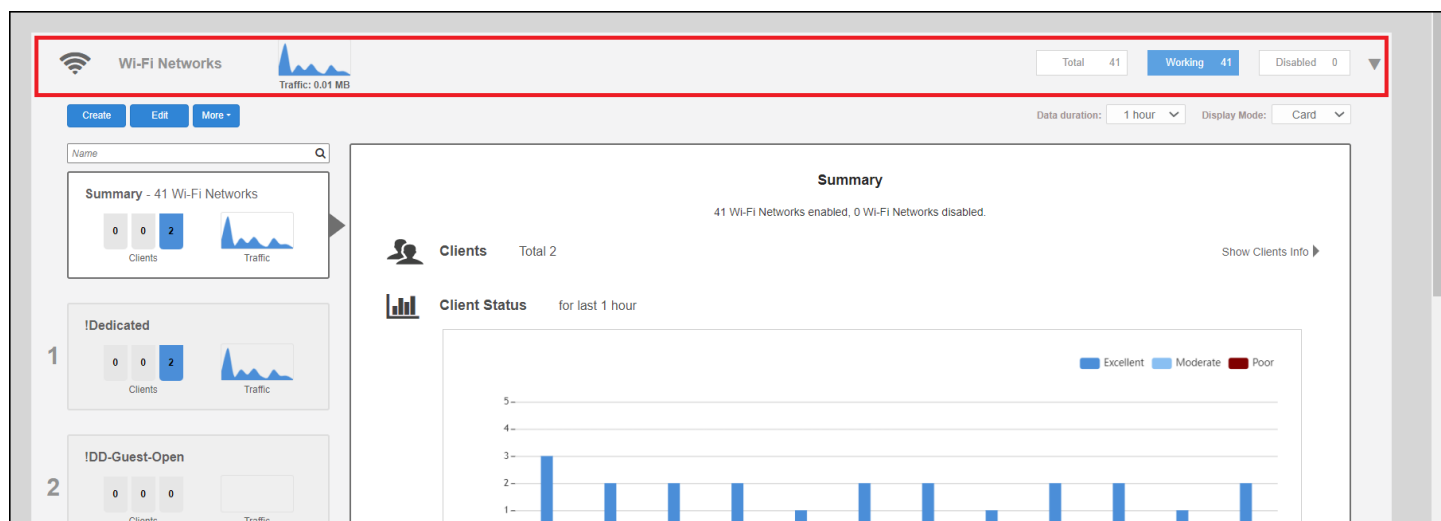 Wi-Fi Networks
Traffic: 0.01 MB
Total 41
Working 41
Disabled 0
Create
Edit
More
Data duration: 1 hour
Display Mode: Card
Name
Summary - 41 Wi-Fi Networks
0 0 2
Clients Traffic
1
!Dedicated
0 0 2
Clients Traffic
2
!DD-Guest-Open
0 0 0
Clients Traffic
Summary
41 Wi-Fi Networks enabled, 0 Wi-Fi Networks disabled.
Clients Total 2
Show Clients Info
Client Status for last 1 hour
Excellent Moderate Poor
5
4
3
2
1